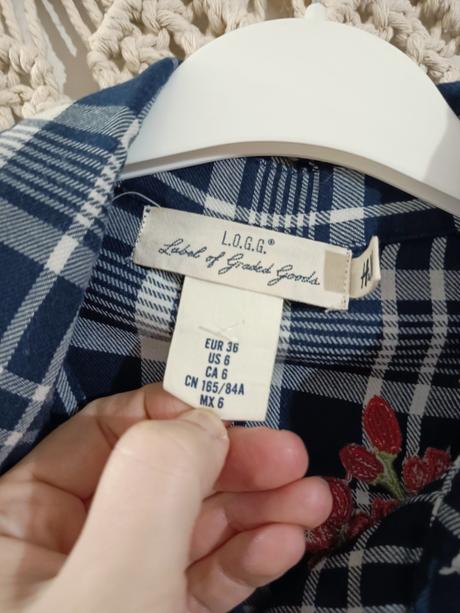 L.O.G.G.®
Label of Graded Goods
H&M
EUR 36
US 6
CA 6
CN 165/84A
MX 6